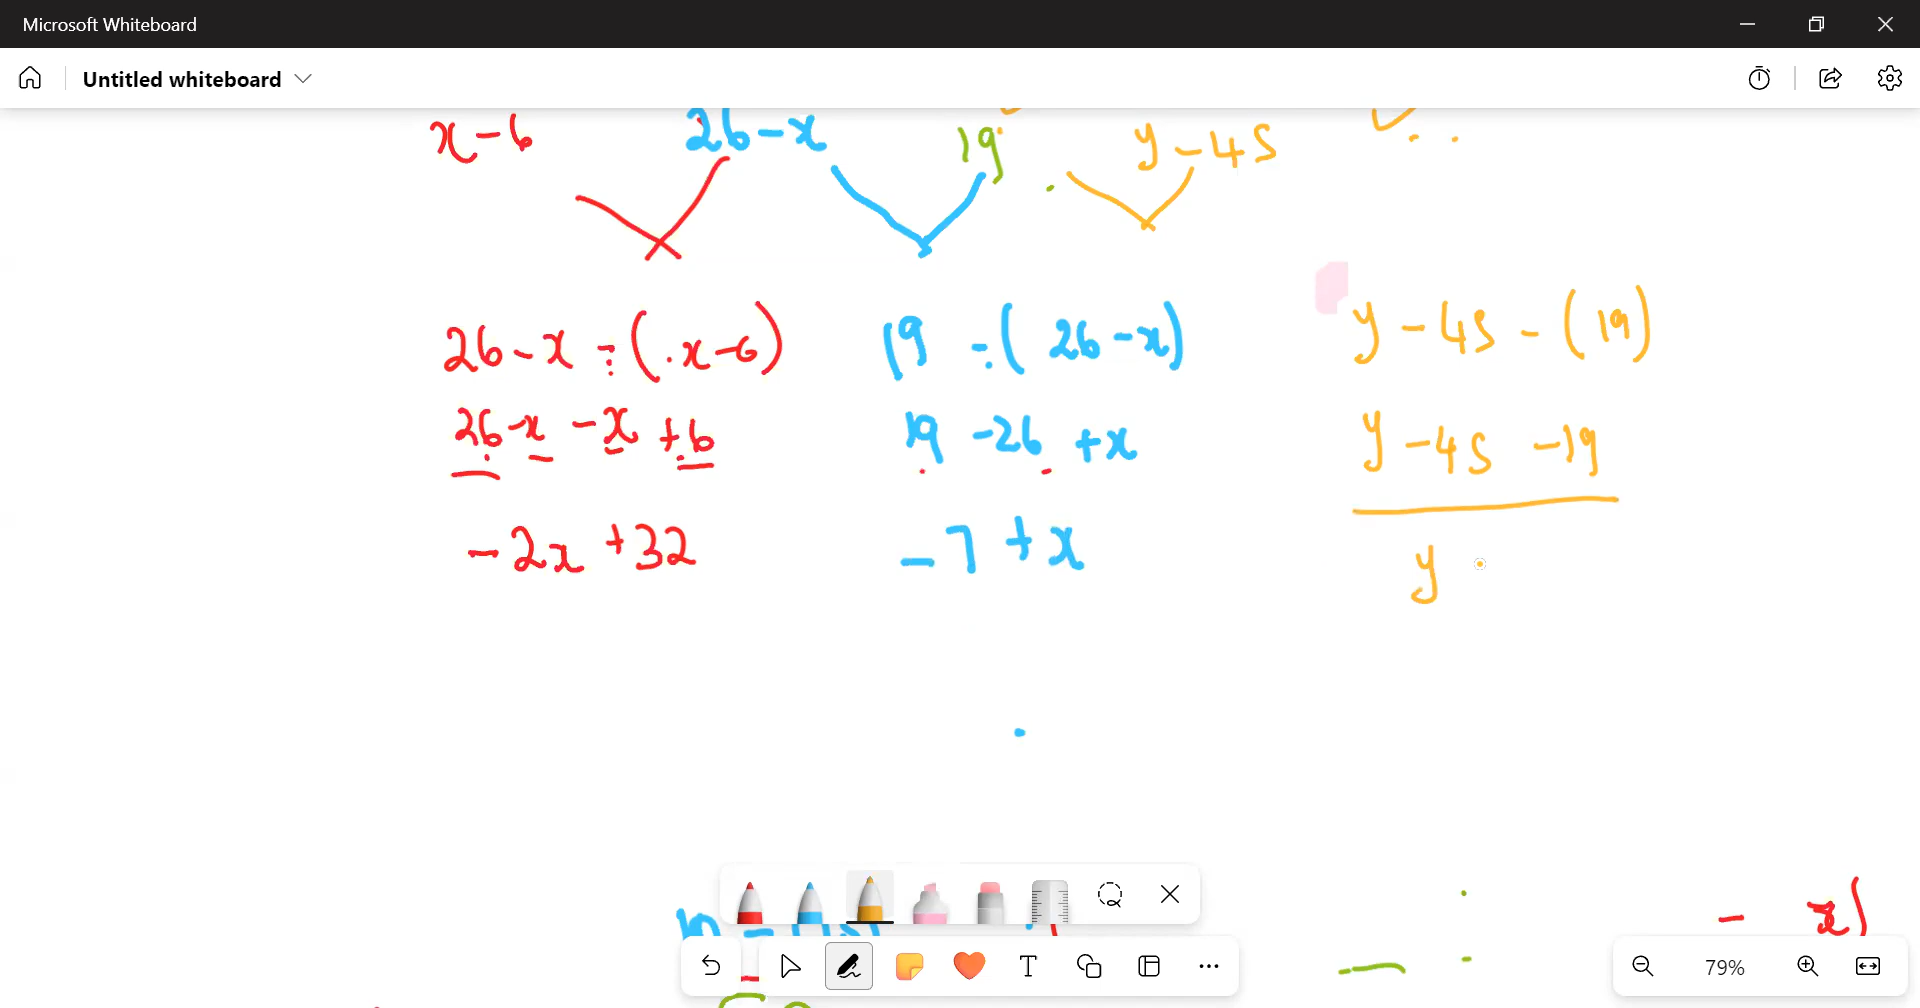 Microsoft Whiteboard
Untitled whiteboard
x - 6 26 - x 19 y - 45
26 - x - (x - 6) 19 - (26 - x) y - 45 - (19)
26 - x - x + 6 19 - 26 + x y - 45 - 19
- 2x + 32 - 7 + x y
79%